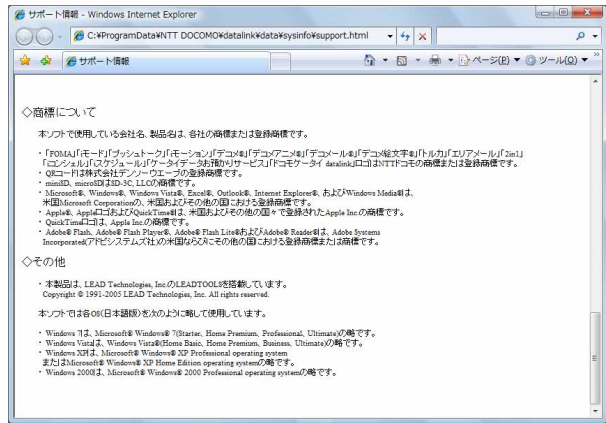 サポート情報 - Windows Internet Explorer
C:¥ProgramData¥NTT DOCOMO¥datalink¥data¥sysinfo¥support.html
サポート情報
ページ(P) ツール(O)
◇商標について
本ソフトで使用している会社名、製品名は、各社の商標または登録商標です。
・「FOMA」「iモード」「プッシュトーク」「iモーション」「デコメ®」「デコメアニメ®」「デコメール®」「デコメ絵文字®」「トルカ」「エリアメール」「2in1」
「iコンシェル」「iスケジュール」「ケータイデータお預かりサービス」「ドコモケータイ datalink」ロゴはNTTドコモの商標または登録商標です。
・QRコードは株式会社デンソーウエーブの登録商標です。
・miniSD、microSDはSD-3C, LLCの商標です。
・Microsoft®、Windows®、Windows Vista®、Excel®、Outlook®、Internet Explorer®、およびWindows Media®は、
米国Microsoft Corporationの、米国およびその他の国における登録商標です。
・Apple®、AppleロゴおよびQuickTime®は、米国およびその他の国々で登録されたApple Inc.の商標です。
・QuickTimeロゴは、Apple Inc.の商標です。
・Adobe® Flash、Adobe® Flash Player®、Adobe® Flash Lite®およびAdobe® Reader®は、Adobe Systems
Incorporated(アドビシステムズ社)の米国ならびにその他の国における登録商標または商標です。
◇その他
・本製品は、LEAD Technologies, Inc.のLEADTOOLSを搭載しています。
Copyright © 1991-2005 LEAD Technologies, Inc. All rights reserved.
本ソフトでは各OS(日本語版)を次のように略して使用しています。
・Windows 7は、Microsoft® Windows® 7(Starter, Home Premium, Professional, Ultimate)の略です。
・Windows Vistaは、Windows Vista®(Home Basic, Home Premium, Business, Ultimate)の略です。
・Windows XPは、Microsoft® Windows® XP Professional operating system
またはMicrosoft® Windows® XP Home Edition operating systemの略です。
・Windows 2000は、Microsoft® Windows® 2000 Professional operating systemの略です。